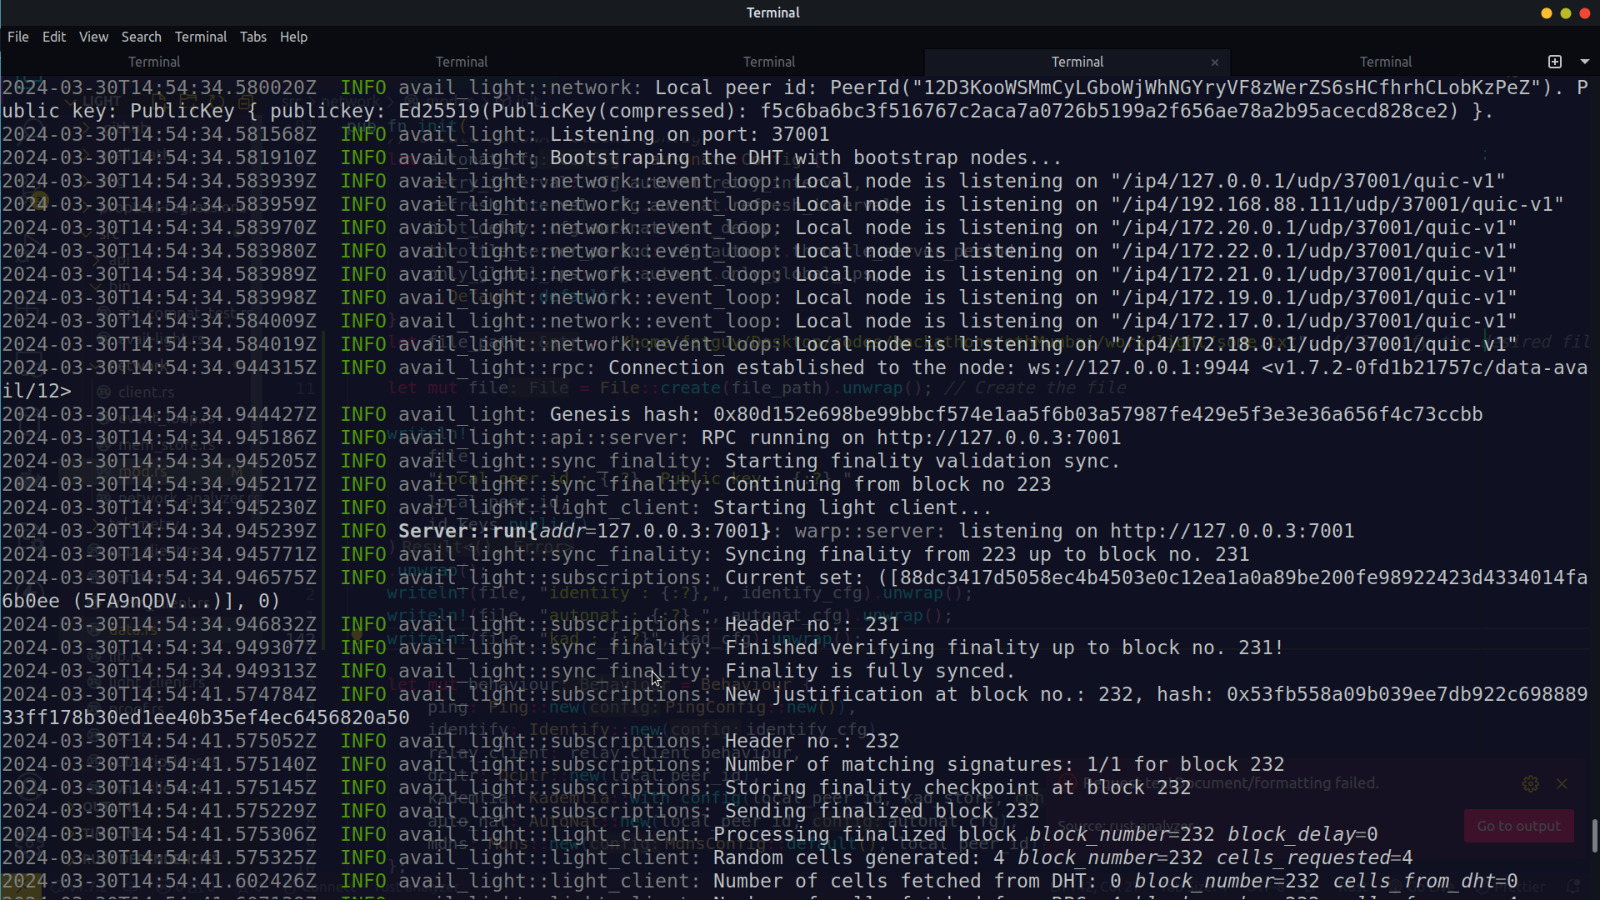 Terminal
File Edit View Search Terminal Tabs Help
Terminal Terminal Terminal Terminal × Terminal
2024-03-30T14:54:34.580020Z INFO avail_light::network: Local peer id: PeerId("12D3KooWSMmCyLGboWjWhNGYryVF8zWerZS6sHCfhrhCLobKzPeZ"). P
ublic key: PublicKey { publickey: Ed25519(PublicKey(compressed): f5c6ba6bc3f516767c2aca7a0726b5199a2f656ae78a2b95acecd828ce2) }.
2024-03-30T14:54:34.581568Z INFO avail_light: Listening on port: 37001
2024-03-30T14:54:34.581910Z INFO avail_light: Bootstraping the DHT with bootstrap nodes...
2024-03-30T14:54:34.583939Z INFO avail_light::network::event_loop: Local node is listening on "/ip4/127.0.0.1/udp/37001/quic-v1"
2024-03-30T14:54:34.583959Z INFO avail_light::network::event_loop: Local node is listening on "/ip4/192.168.88.111/udp/37001/quic-v1"
2024-03-30T14:54:34.583970Z INFO avail_light::network::event_loop: Local node is listening on "/ip4/172.20.0.1/udp/37001/quic-v1"
2024-03-30T14:54:34.583980Z INFO avail_light::network::event_loop: Local node is listening on "/ip4/172.22.0.1/udp/37001/quic-v1"
2024-03-30T14:54:34.583989Z INFO avail_light::network::event_loop: Local node is listening on "/ip4/172.21.0.1/udp/37001/quic-v1"
2024-03-30T14:54:34.583998Z INFO avail_light::network::event_loop: Local node is listening on "/ip4/172.19.0.1/udp/37001/quic-v1"
2024-03-30T14:54:34.584009Z INFO avail_light::network::event_loop: Local node is listening on "/ip4/172.17.0.1/udp/37001/quic-v1"
2024-03-30T14:54:34.584019Z INFO avail_light::network::event_loop: Local node is listening on "/ip4/172.18.0.1/udp/37001/quic-v1"
2024-03-30T14:54:34.944315Z INFO avail_light::rpc: Connection established to the node: ws://127.0.0.1:9944 <v1.7.2-0fd1b21757c/data-ava
il/12>
2024-03-30T14:54:34.944427Z INFO avail_light: Genesis hash: 0x80d152e698be99bbcf574e1aa5f6b03a57987fe429e5f3e3e36a656f4c73ccbb
2024-03-30T14:54:34.945186Z INFO avail_light::api::server: RPC running on http://127.0.0.3:7001
2024-03-30T14:54:34.945205Z INFO avail_light::sync_finality: Starting finality validation sync.
2024-03-30T14:54:34.945217Z INFO avail_light::sync_finality: Continuing from block no 223
2024-03-30T14:54:34.945230Z INFO avail_light::light_client: Starting light client...
2024-03-30T14:54:34.945239Z INFO Server::run{addr=127.0.0.3:7001}: warp::server: listening on http://127.0.0.3:7001
2024-03-30T14:54:34.945771Z INFO avail_light::sync_finality: Syncing finality from 223 up to block no. 231
2024-03-30T14:54:34.946575Z INFO avail_light::subscriptions: Current set: ([88dc3417d5058ec4b4503e0c12ea1a0a89be200fe98922423d4334014fa
6b0ee (5FA9nQDV...)], 0)
2024-03-30T14:54:34.946832Z INFO avail_light::subscriptions: Header no.: 231
2024-03-30T14:54:34.949307Z INFO avail_light::sync_finality: Finished verifying finality up to block no. 231!
2024-03-30T14:54:34.949313Z INFO avail_light::sync_finality: Finality is fully synced.
2024-03-30T14:54:41.574784Z INFO avail_light::subscriptions: New justification at block no.: 232, hash: 0x53fb558a09b039ee7db922c698889
33ff178b30ed1ee40b35ef4ec6456820a50
2024-03-30T14:54:41.575052Z INFO avail_light::subscriptions: Header no.: 232
2024-03-30T14:54:41.575140Z INFO avail_light::subscriptions: Number of matching signatures: 1/1 for block 232
2024-03-30T14:54:41.575145Z INFO avail_light::subscriptions: Storing finality checkpoint at block 232
2024-03-30T14:54:41.575229Z INFO avail_light::subscriptions: Sending finalized block 232
2024-03-30T14:54:41.575306Z INFO avail_light::light_client: Processing finalized block block_number=232 block_delay=0
2024-03-30T14:54:41.575325Z INFO avail_light::light_client: Random cells generated: 4 block_number=232 cells_requested=4
2024-03-30T14:54:41.602426Z INFO avail_light::light_client: Number of cells fetched from DHT: 0 block_number=232 cells_from_dht=0
Go to output